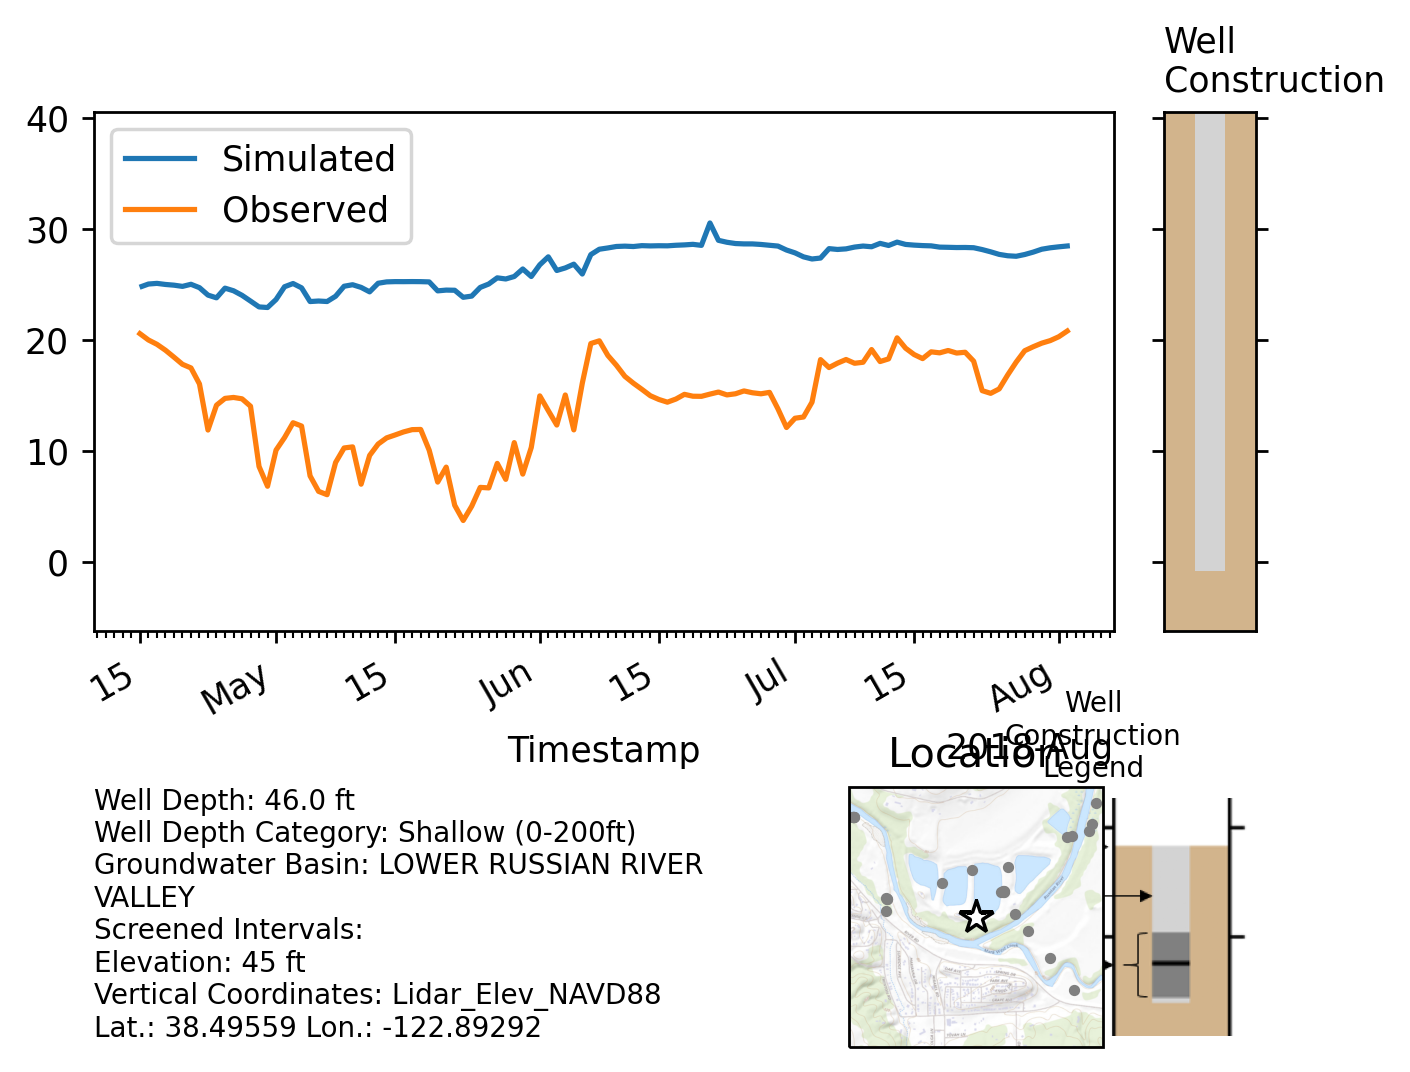 Well
Construction
40
30
20
10
0
Simulated
Observed
15
May
15
Jun
15
Jul
15
Aug
Timestamp
2018-Aug
Location
Well
Construction
Legend
Well Depth: 46.0 ft
Well Depth Category: Shallow (0-200ft)
Groundwater Basin: LOWER RUSSIAN RIVER
VALLEY
Screened Intervals:
Elevation: 45 ft
Vertical Coordinates: Lidar_Elev_NAVD88
Lat.: 38.49559 Lon.: -122.89292